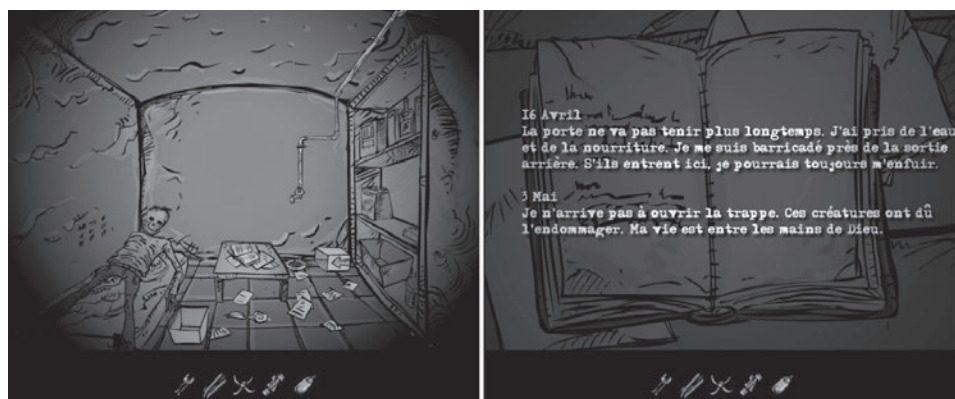 16 Avril
La porte ne va pas tenir plus longtemps. J'ai pris de l'eau
et de la nourriture. Je me suis barricadé près de la sortie
arrière. S'ils entrent ici, je pourrais toujours m'enfuir.
3 Mai
Je n'arrive pas à ouvrir la trappe. Ces créatures ont dû
l'endommager. Ma vie est entre les mains de Dieu.